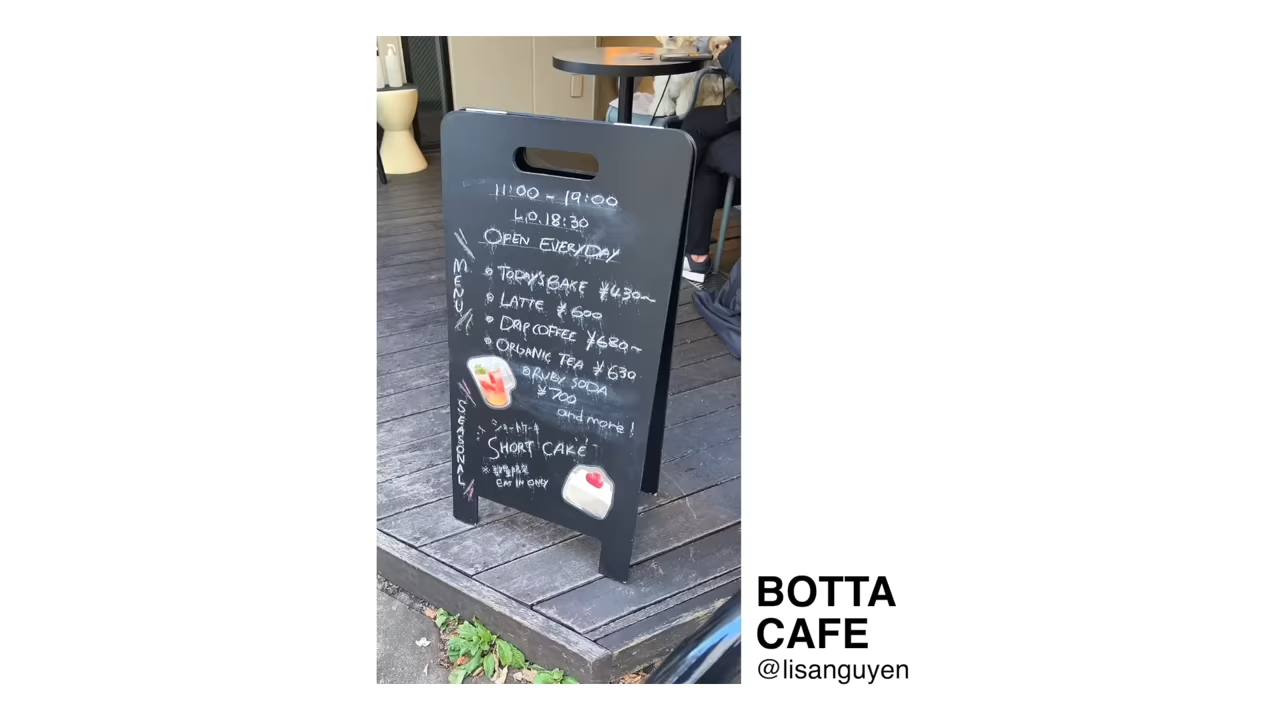 11:00 - 19:00
L.O.18:30
OPEN EVERYDAY
MENU
TODAY'S BAKE ¥430~
LATTE ¥600
DRIP COFFEE ¥680~
ORGANIC TEA ¥630
RUBY SODA
¥700
and more!
SEASONAL
ショートケーキ
SHORT CAKE
EAT IN ONLY
BOTTA
CAFE
@lisanguyen